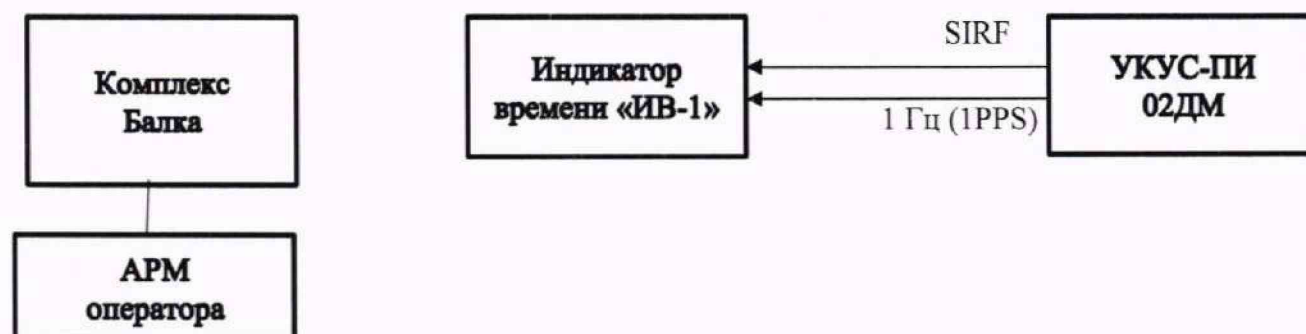 Комплекс
Балка
Индикатор
времени «ИВ-1»
SIRF
1 Гц (1PPS)
УКУС-ПИ
02ДМ
АРМ
оператора